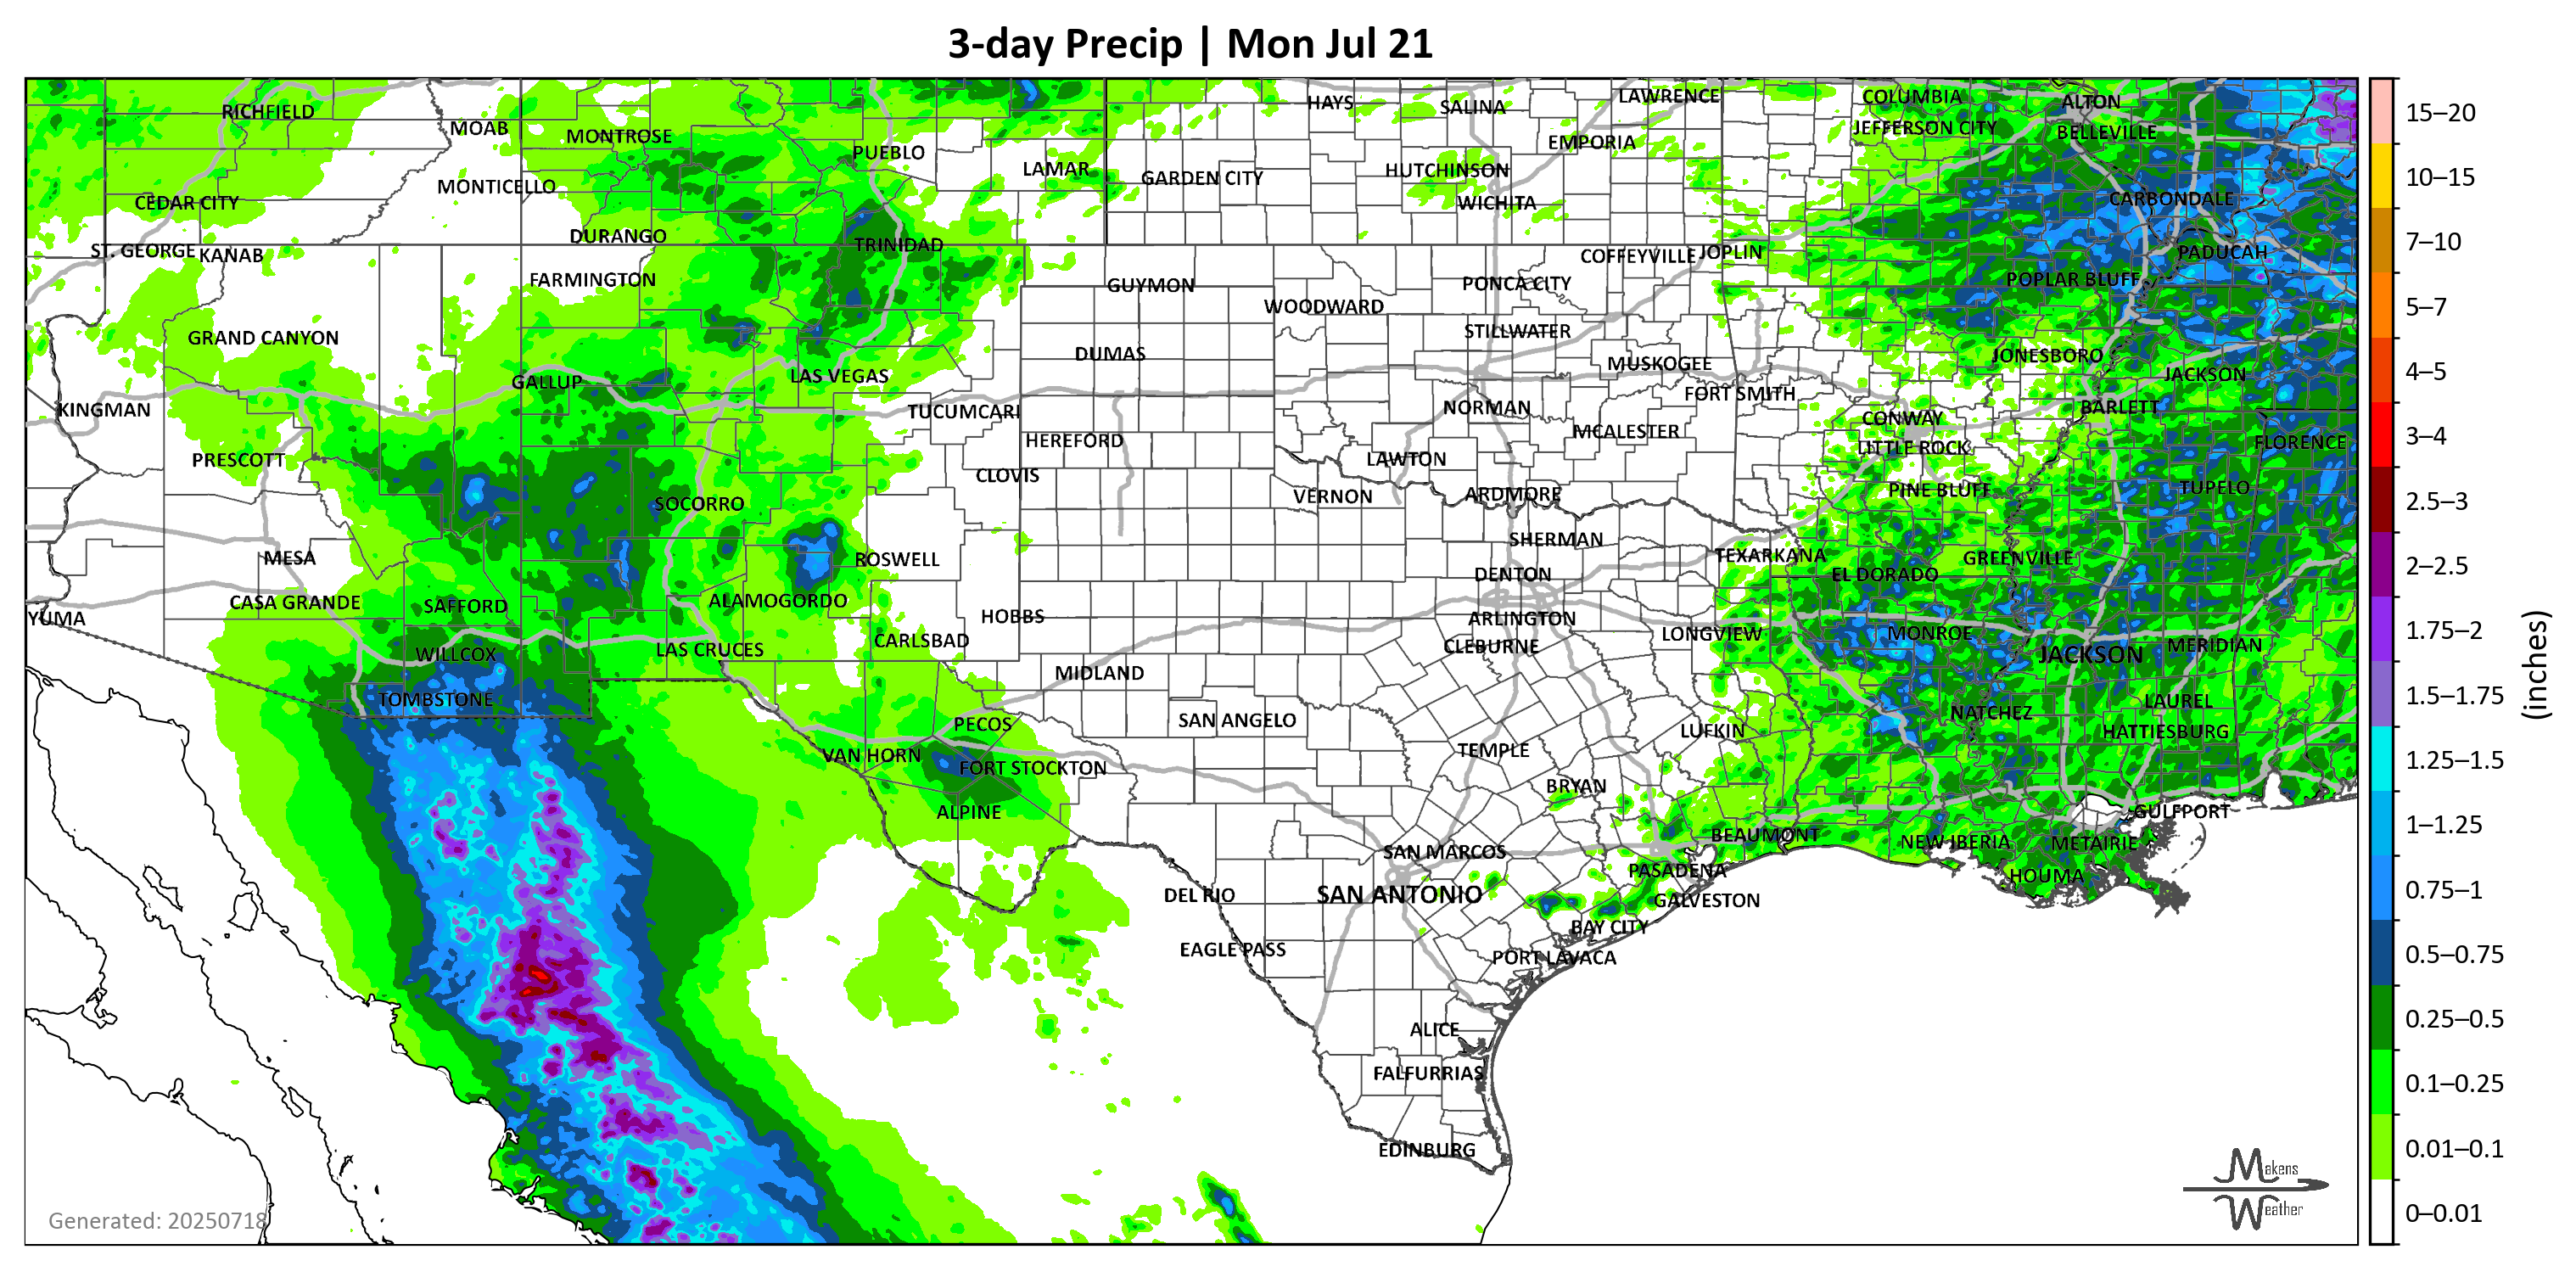 3-day Precip | Mon Jul 21
RICHFIELD
MOAB
MONTROSE
PUEBLO
LAMAR
HAYS
SALINA
LAWRENCE
COLUMBIA
ALTON
JEFFERSON CITY
BELLEVILLE
EMPORIA
HUTCHINSON
GARDEN CITY
MONTICELLO
CEDAR CITY
WICHITA
CARBONDALE
DURANGO
TRINIDAD
ST. GEORGE
KANAB
COFFEYVILLE
JOPLIN
PADUCAH
FARMINGTON
GUYMON
PONCA CITY
POPLAR BLUFF
WOODWARD
GRAND CANYON
STILLWATER
DUMAS
JONESBORO
MUSKOGEE
GALLUP
LAS VEGAS
JACKSON
FORT SMITH
KINGMAN
TUCUMCARI
NORMAN
BARLETT
CONWAY
HEREFORD
MCALESTER
FLORENCE
LITTLE ROCK
PRESCOTT
LAWTON
CLOVIS
VERNON
ARDMORE
PINE BLUFF
TUPELO
SOCORRO
SHERMAN
MESA
ROSWELL
TEXARKANA
GREENVILLE
DENTON
EL DORADO
CASA GRANDE
SAFFORD
ALAMOGORDO
YUMA
HOBBS
ARLINGTON
LONGVIEW
MONROE
CARLSBAD
CLEBURNE
MERIDIAN
WILLCOX
LAS CRUCES
JACKSON
MIDLAND
TOMBSTONE
LAUREL
NATCHEZ
PECOS
SAN ANGELO
LUFKIN
HATTIESBURG
VAN HORN
TEMPLE
FORT STOCKTON
BRYAN
ALPINE
GULFPORT
BEAUMONT
NEW IBERIA
METAIRIE
SAN MARCOS
PASADENA
HOUMA
DEL RIO
SAN ANTONIO
GALVESTON
BAY CITY
EAGLE PASS
PORT LAVACA
ALICE
FALFURRIAS
EDINBURG
Generated: 20250718
Makens
Weather
15–20
10–15
7–10
5–7
4–5
3–4
2.5–3
2–2.5
1.75–2
1.5–1.75
1.25–1.5
1–1.25
0.75–1
0.5–0.75
0.25–0.5
0.1–0.25
0.01–0.1
0–0.01
(inches)